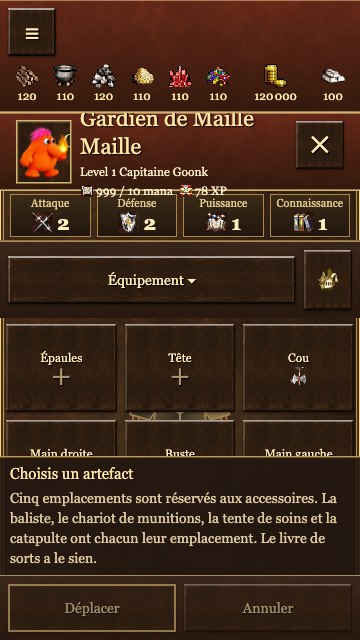 120 110 120 110 110 110 120 000 100
Gardien de Maille
Maille
Level 1 Capitaine Goonk
999 / 10 mana 78 XP
Attaque Défense Puissance Connaissance
2 2 1 1
Équipement
Épaules Tête Cou
Main droite Buste Main gauche
Choisis un artefact
Cinq emplacements sont réservés aux accessoires. La
baliste, le chariot de munitions, la tente de soins et la
catapulte ont chacun leur emplacement. Le livre de
sorts a le sien.
Déplacer Annuler